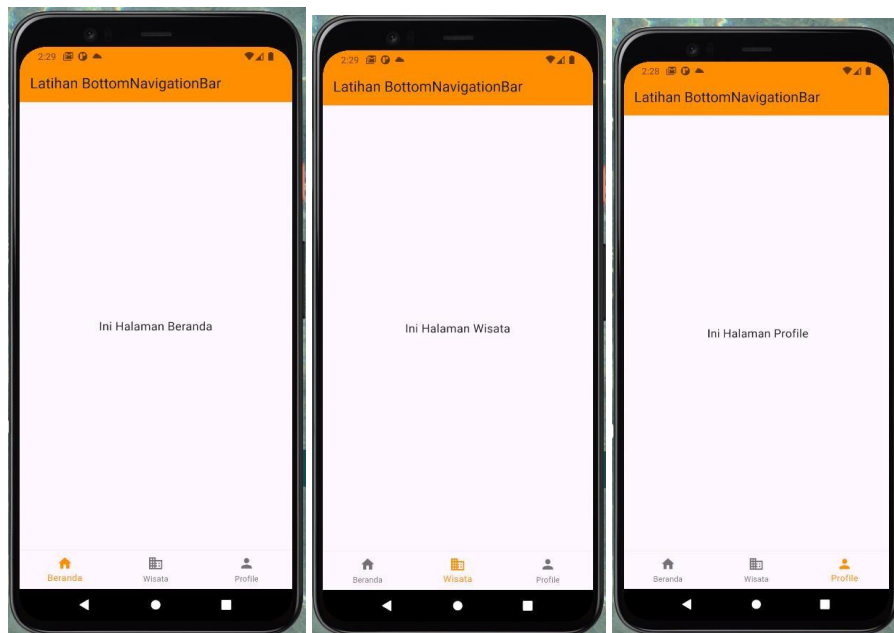 2:29
Latihan BottomNavigationBar
Ini Halaman Beranda
Beranda Wisata Profile
2:29
Latihan BottomNavigationBar
Ini Halaman Wisata
Beranda Wisata Profile
2:28
Latihan BottomNavigationBar
Ini Halaman Profile
Beranda Wisata Profile